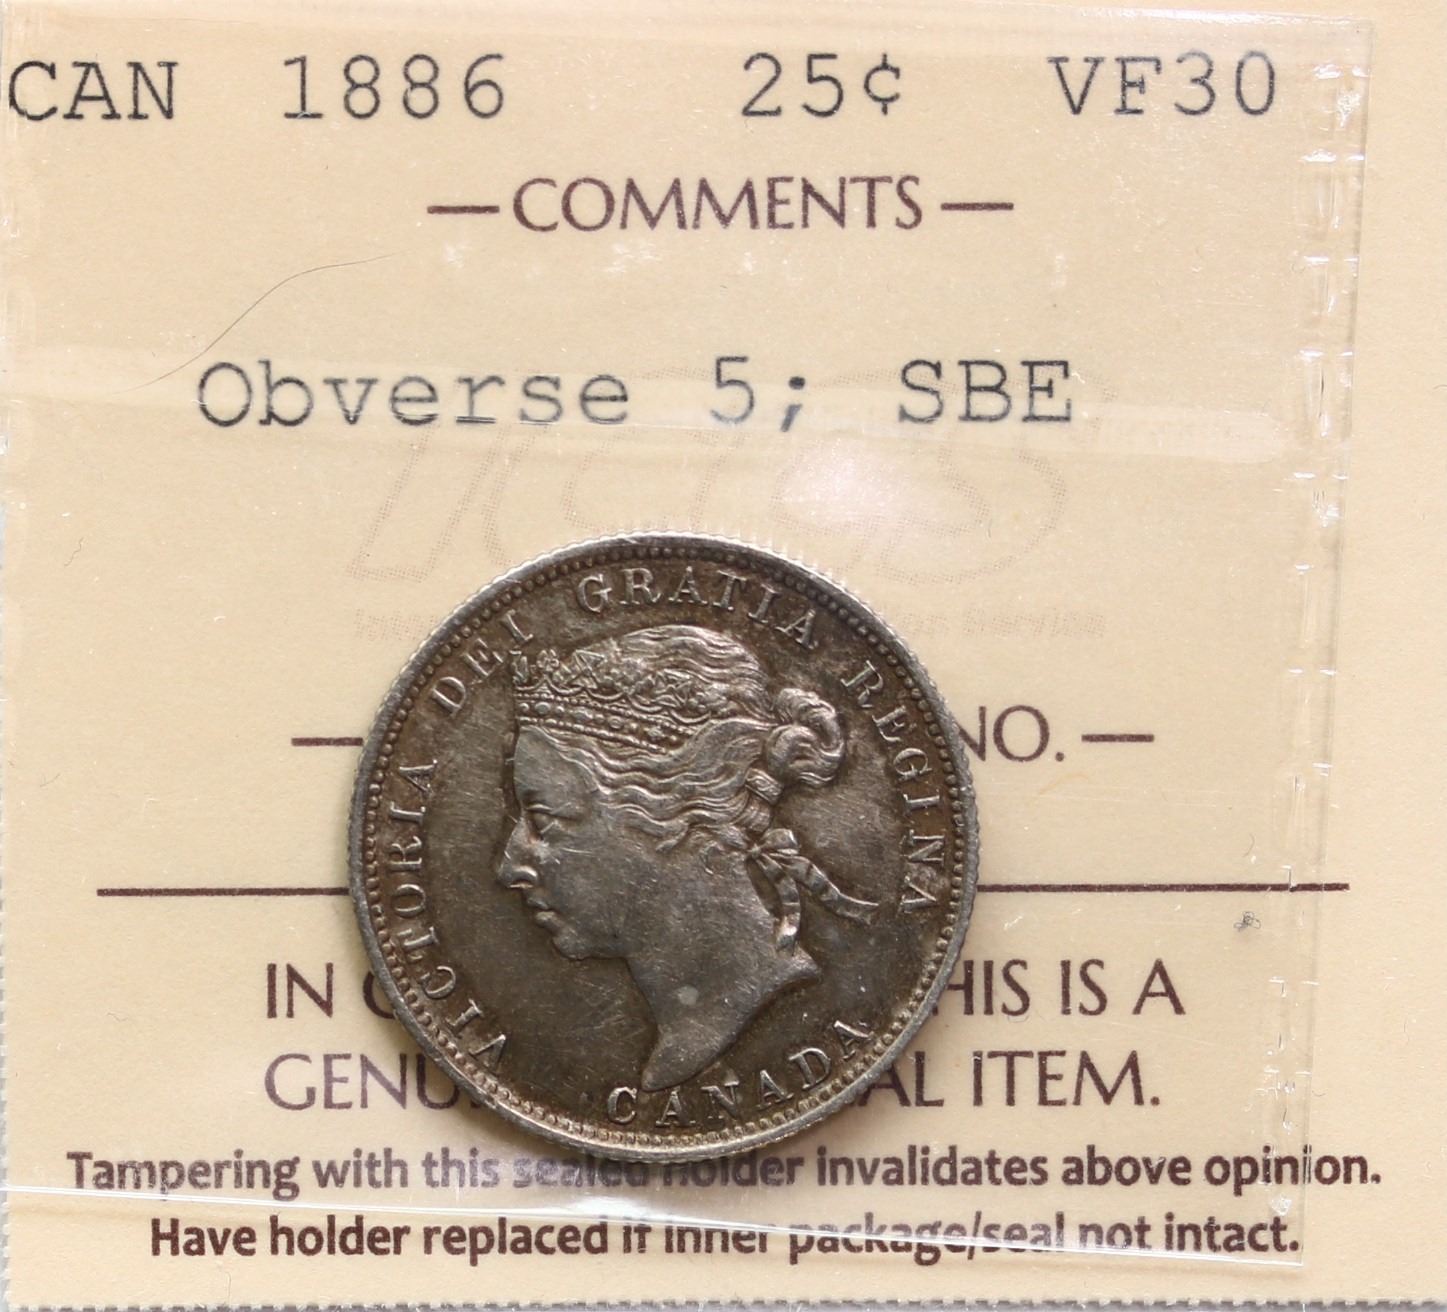 CAN 1886 25¢ VF30
—COMMENTS—
Obverse 5; SBE
ICCS
VICTORIA DEI GRATIA REGINA
CANADA
— NO. —
IN HIS IS A
GENU AL ITEM.
Tampering with this sealed holder invalidates above opinion.
Have holder replaced if inner package/seal not intact.